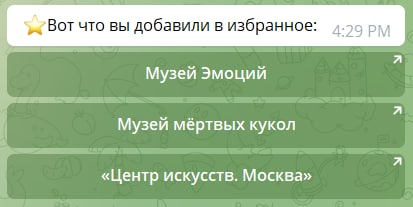 ⭐Вот что вы добавили в избранное:
4:29 PM
Музей Эмоций
Музей мёртвых кукол
«Центр искусств. Москва»